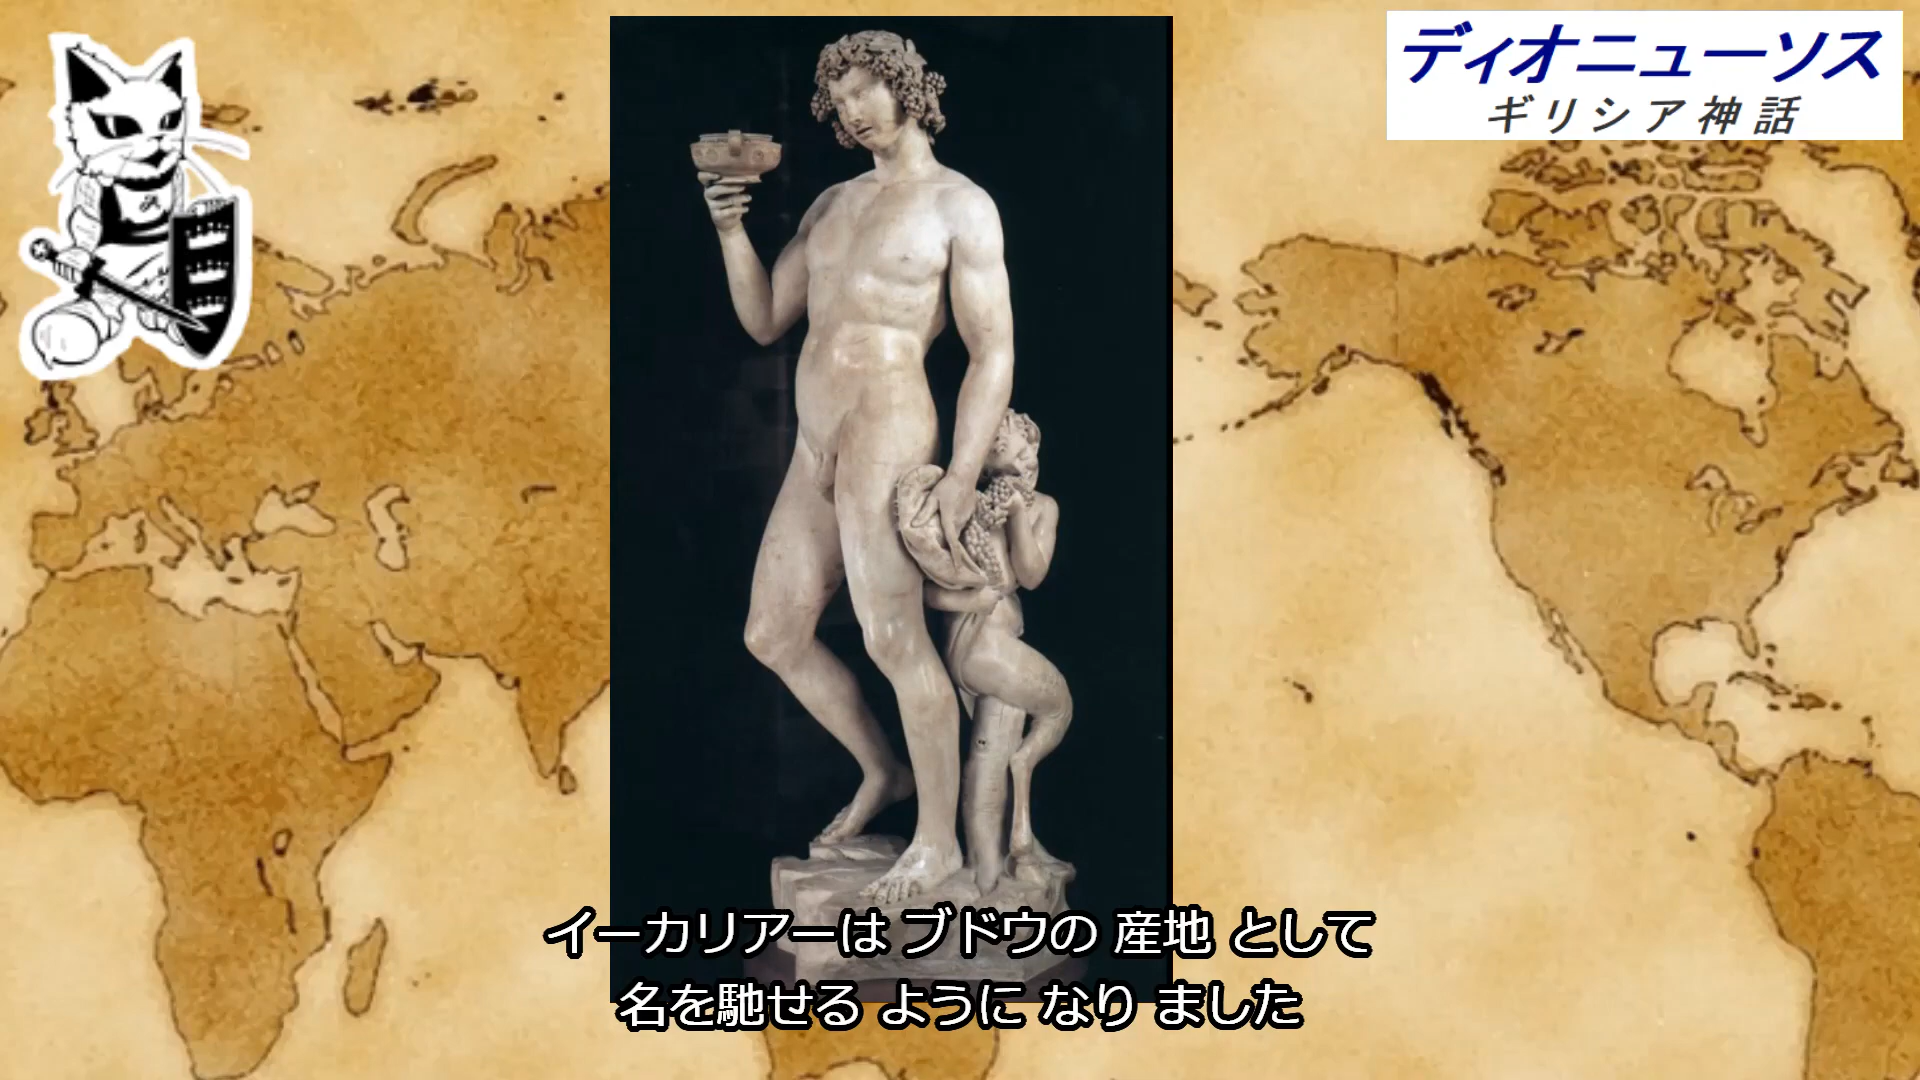 ディオニューソス
ギリシア神話
イーカリアーは ブドウの 産地 として
名を馳せる ように なり ました